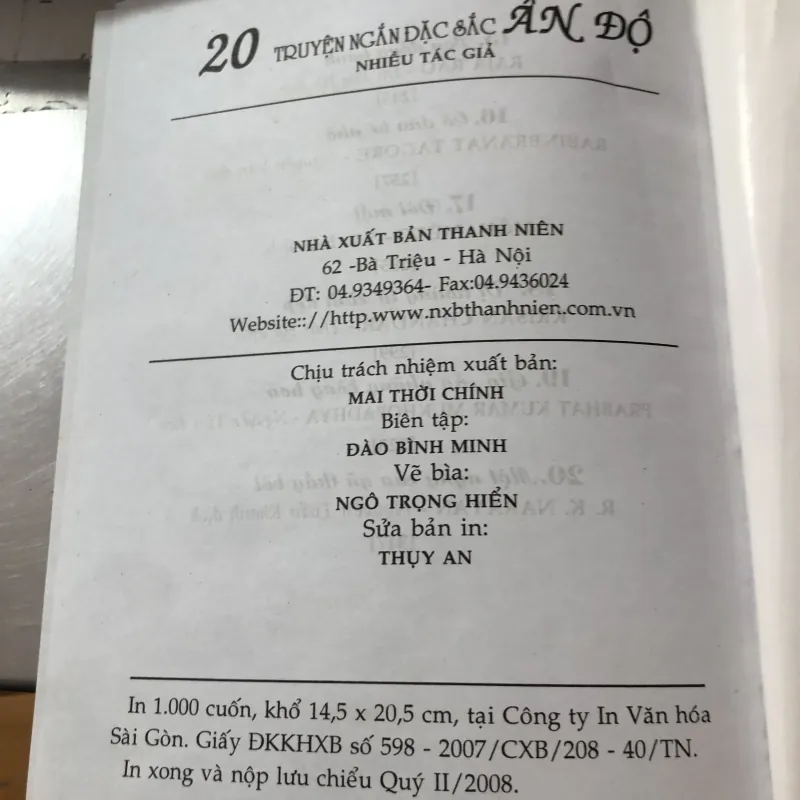 20 TRUYỆN NGẮN ĐẶC SẮC ẤN ĐỘ
NHIỀU TÁC GIẢ
NHÀ XUẤT BẢN THANH NIÊN
62 -Bà Triệu - Hà Nội
ĐT: 04.9349364- Fax:04.9436024
Website:://http.www.nxbthanhnien.com.vn
Chịu trách nhiệm xuất bản:
MAI THỜI CHÍNH
Biên tập:
ĐÀO BÌNH MINH
Vẽ bìa:
NGÔ TRỌNG HIỂN
Sửa bản in:
THỤY AN
In 1.000 cuốn, khổ 14,5 x 20,5 cm, tại Công ty In Văn hóa
Sài Gòn. Giấy ĐKKHXB số 598 - 2007/CXB/208 - 40/TN.
In xong và nộp lưu chiểu Quý II/2008.